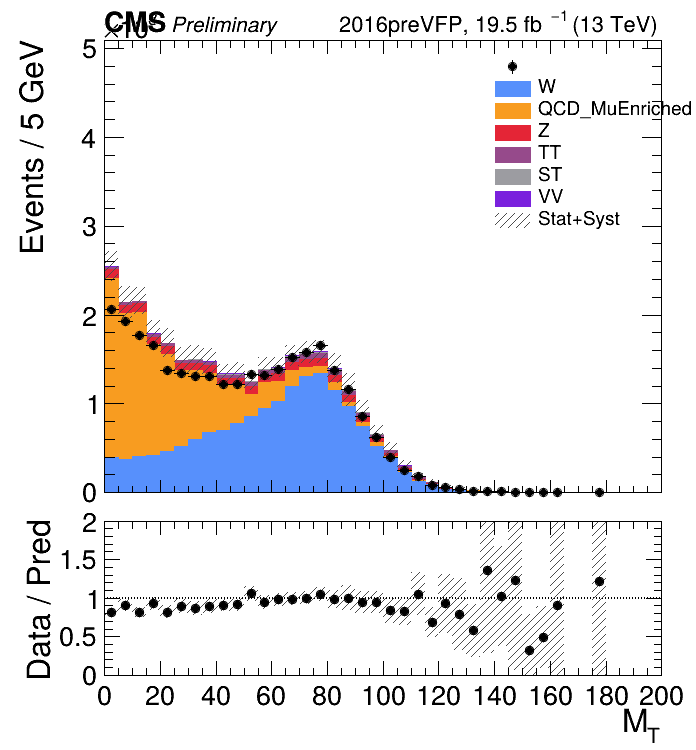 CMS Preliminary 2016preVFP, 19.5 fb ⁻¹ (13 TeV)
Events / 5 GeV
5
4
3
2
1
0
W
QCD_MuEnriched
Z
TT
ST
VV
Stat+Syst
Data / Pred
2
1.5
1
0.5
0
0 20 40 60 80 100 120 140 160 180 200
M_T